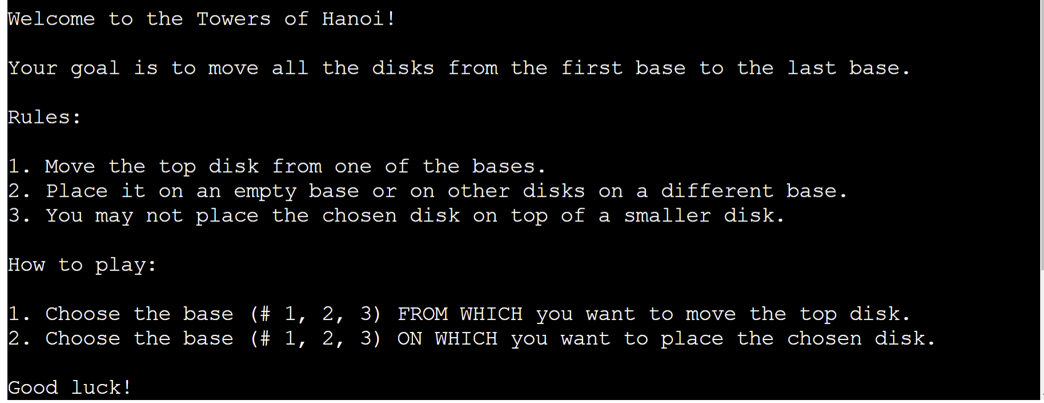 Welcome to the Towers of Hanoi!
Your goal is to move all the disks from the first base to the last base.
Rules:
1. Move the top disk from one of the bases.
2. Place it on an empty base or on other disks on a different base.
3. You may not place the chosen disk on top of a smaller disk.
How to play:
1. Choose the base (# 1, 2, 3) FROM WHICH you want to move the top disk.
2. Choose the base (# 1, 2, 3) ON WHICH you want to place the chosen disk.
Good luck!